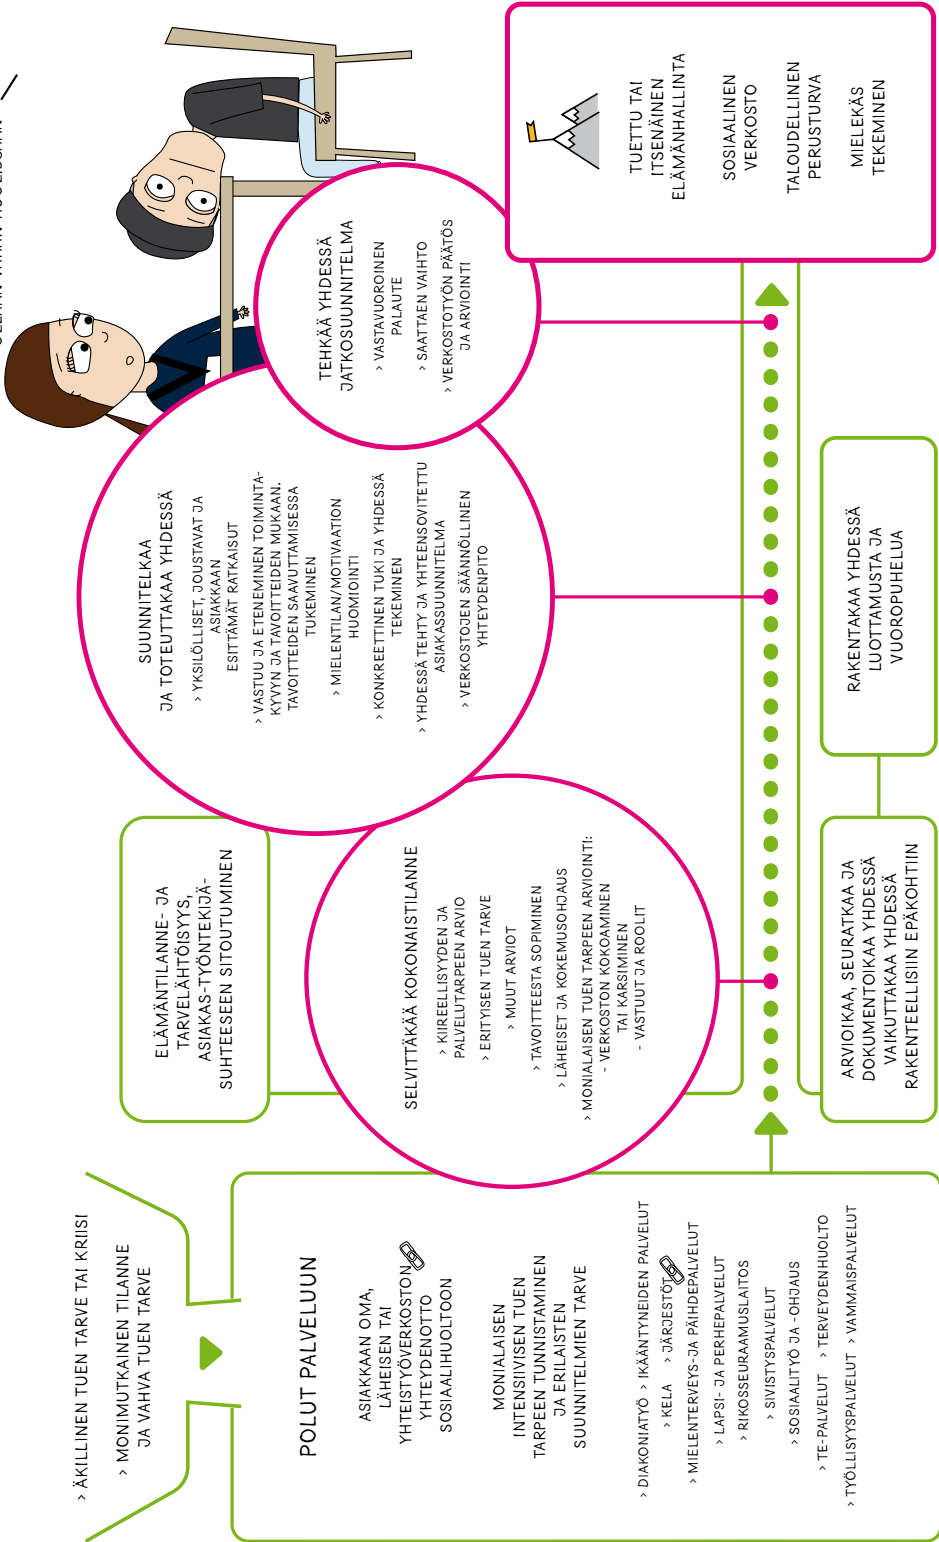 > ÄKILLINEN TUEN TARVE TAI KRIISI
> MONIMUTKAINEN TILANNE
JA VAHVA TUEN TARVE
POLUT PALVELUUN
ASIAKKAAN OMA,
LÄHEISEN TAI
YHTEISTYÖVERKOSTON
YHTEYDENOTTO
SOSIAALIHUOLTOON
MONIALAISEN
INTENSIIVISEN TUEN
TARPEEN TUNNISTAMINEN
JA ERILAISTEN
SUUNNITELMIEN TARVE
> DIAKONIATYÖ > IKÄÄNTYNEIDEN PALVELUT
> KELA > JÄRJESTÖT
> MIELENTERVEYS-JA PÄIHDEPALVELUT
> LAPSI- JA PERHEPALVELUT
> RIKOSSEURAAMUSLAITOS
> SIVISTYSPALVELUT
> SOSIAALITYÖ JA -OHJAUS
> TE-PALVELUT > TERVEYDENHUOLTO
> TYÖLLISYYSPALVELUT > VAMMAISPALVELUT
ELÄMÄNTILANNE- JA
TARVELÄHTÖISYYS,
ASIAKAS-TYÖNTEKIJÄ-
SUHTEESEEN SITOUTUMINEN
SELVITTÄKÄÄ KOKONAISTILANNE
> KIIREELLISYYDEN JA
PALVELUTARPEEN ARVIO
> ERITYISEN TUEN TARVE
> MUUT ARVIOT
> TAVOITTEESTA SOPIMINEN
> LÄHEISET JA KOKEMUSOHJAUS
> MONIALAISEN TUEN TARPEEN ARVIOINTI:
- VERKOSTON KOKOAMINEN
TAI KARSIMINEN
- VASTUUT JA ROOLIT
ARVIOIKAA, SEURATKAA JA
DOKUMENTOIKAA YHDESSÄ
VAIKUTTAKAA YHDESSÄ
RAKENTEELLISIIN EPÄKOHTIIN
SUUNNITELKAA
JA TOTEUTTAKAA YHDESSÄ
> YKSILÖLLISET, JOUSTAVAT JA
ASIAKKAAN
ESITTÄMÄT RATKAISUT
> VASTUU JA ETENEMINEN TOIMINTA-
KYVYN JA TAVOITTEIDEN MUKAAN.
TAVOITTEIDEN SAAVUTTAMISESSA
TUKEMINEN
> MIELENTILAN/MOTIVAATION
HUOMIOINTI
> KONKREETTINEN TUKI JA YHDESSÄ
TEKEMINEN
> YHDESSÄ TEHTY JA YHTEENSOVITETTU
ASIAKASSUUNNITELMA
> VERKOSTOJEN SÄÄNNÖLLINEN
YHTEYDENPITO
RAKENTAKAA YHDESSÄ
LUOTTAMUSTA JA
VUOROPUHELUA
TEHKÄÄ YHDESSÄ
JATKOSUUNNITELMA
> VASTAVUOROINEN
PALAUTE
> SAATTAEN VAIHTO
> VERKOSTOTYÖN PÄÄTÖS
JA ARVIOINTI
TUETTU TAI
ITSENÄINEN
ELÄMÄNHALLINTA
SOSIAALINEN
VERKOSTO
TALOUDELLINEN
PERUSTURVA
MIELEKÄS
TEKEMINEN